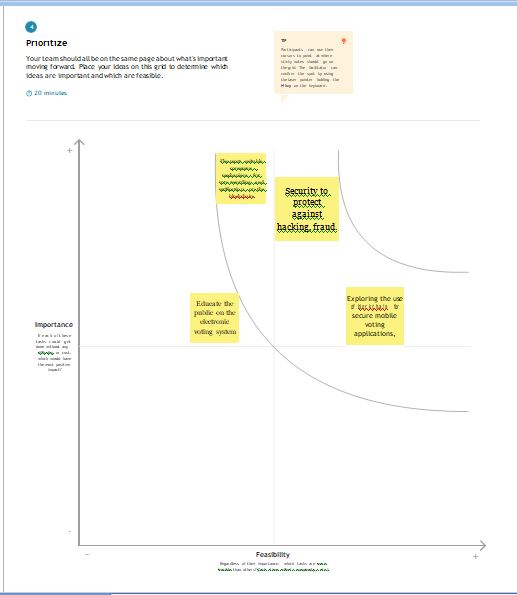 4
Prioritize
Your team should all be on the same page about what's important
moving forward. Place your ideas on this grid to determine which
ideas are important and which are feasible.
20 minutes
TIP
Participants can use their
cursors to point at where
sticky notes should go on
the grid. The facilitator can
confirm the spot by using
the laser pointer holding the
H key on the keyboard.
+
Security to
protect
against
hacking, fraud.
Educate the
public on the
electronic
voting system
Exploring the use
of blockchain for
secure mobile
voting
applications,
Importance
If each of these
tasks could get
done without any
or cost,
which would have
the most positive
impact?
-
-
Feasibility
+
Regardless of their importance, which tasks are
than others?